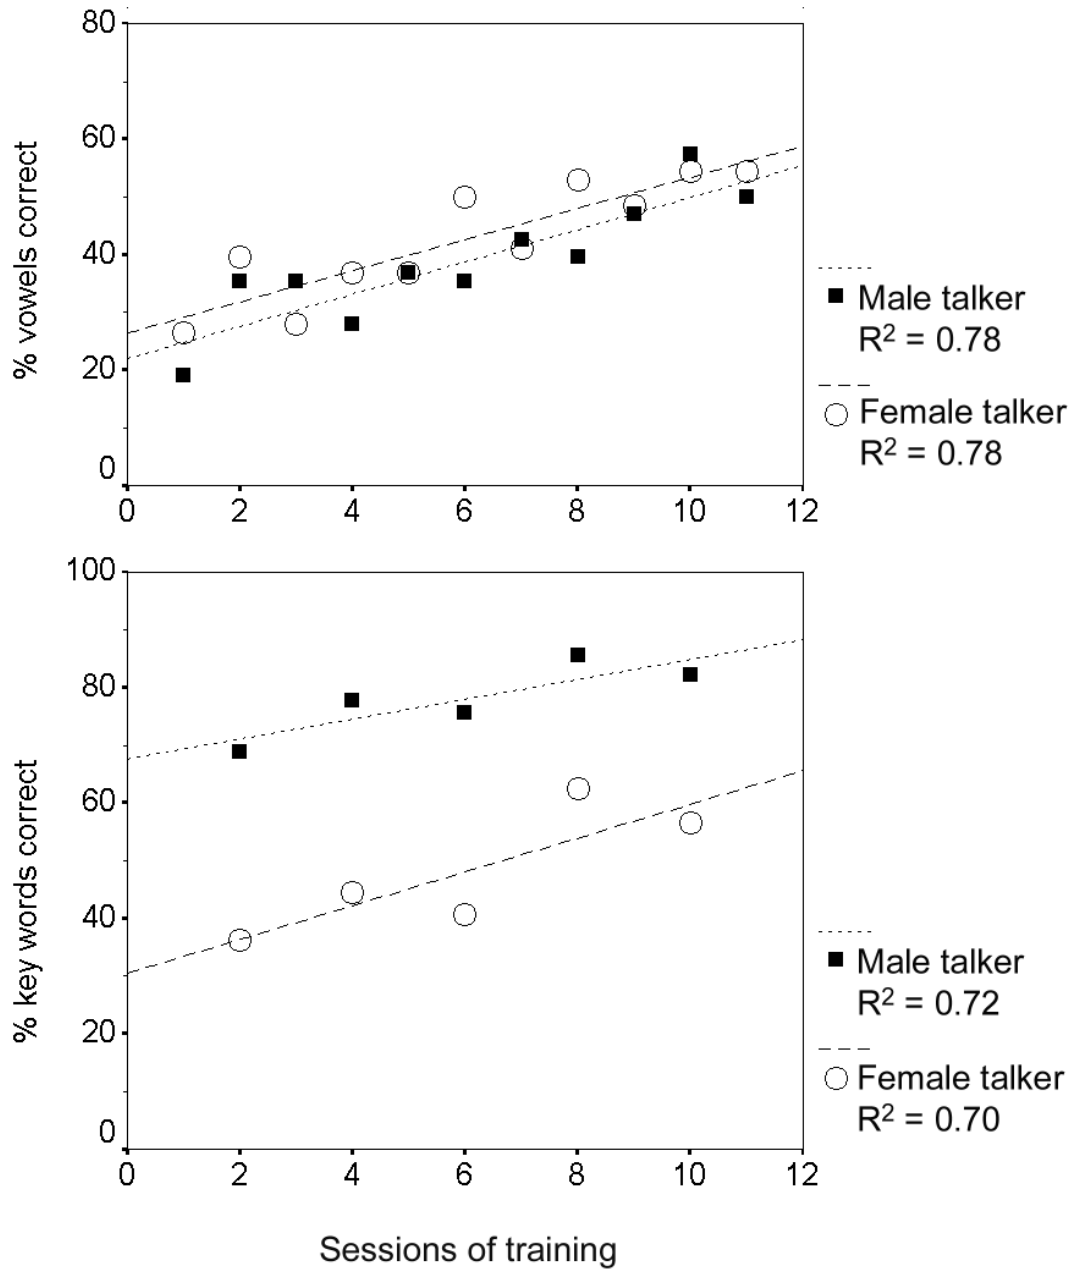 80
60
40
20
0
% vowels correct
0 2 4 6 8 10 12
Male talker
R² = 0.78
Female talker
R² = 0.78
100
80
60
40
20
0
% key words correct
0 2 4 6 8 10 12
Male talker
R² = 0.72
Female talker
R² = 0.70
Sessions of training